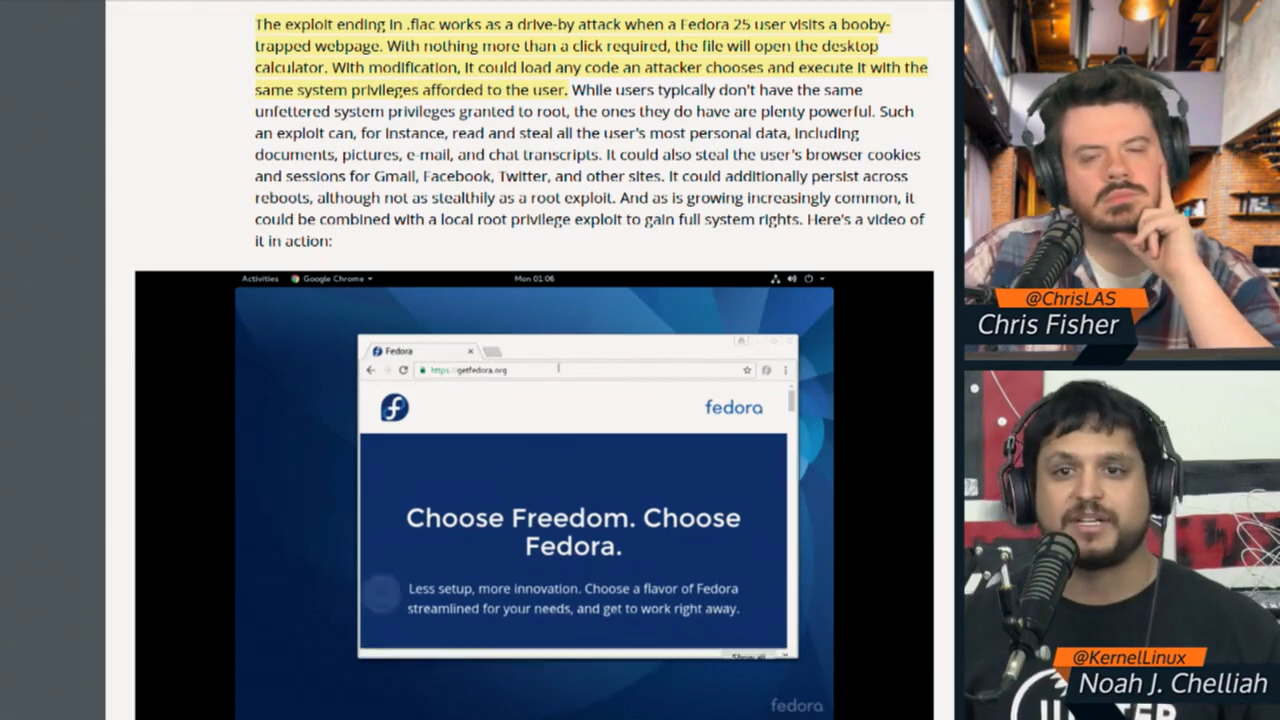 The exploit ending in .flac works as a drive-by attack when a Fedora 25 user visits a booby-
trapped webpage. With nothing more than a click required, the file will open the desktop
calculator. With modification, it could load any code an attacker chooses and execute it with the
same system privileges afforded to the user. While users typically don't have the same
unfettered system privileges granted to root, the ones they do have are plenty powerful. Such
an exploit can, for instance, read and steal all the user's most personal data, including
documents, pictures, e-mail, and chat transcripts. It could also steal the user's browser cookies
and sessions for Gmail, Facebook, Twitter, and other sites. It could additionally persist across
reboots, although not as stealthily as a root exploit. And as is growing increasingly common, it
could be combined with a local root privilege exploit to gain full system rights. Here's a video of
it in action:
Activities Google Chrome Mon 01:06
Fedora
https://getfedora.org
fedora
Choose Freedom. Choose
Fedora.
Less setup, more innovation. Choose a flavor of Fedora
streamlined for your needs, and get to work right away.
fedora
@ChrisLAS
Chris Fisher
@KernelLinux
Noah J. Chelliah